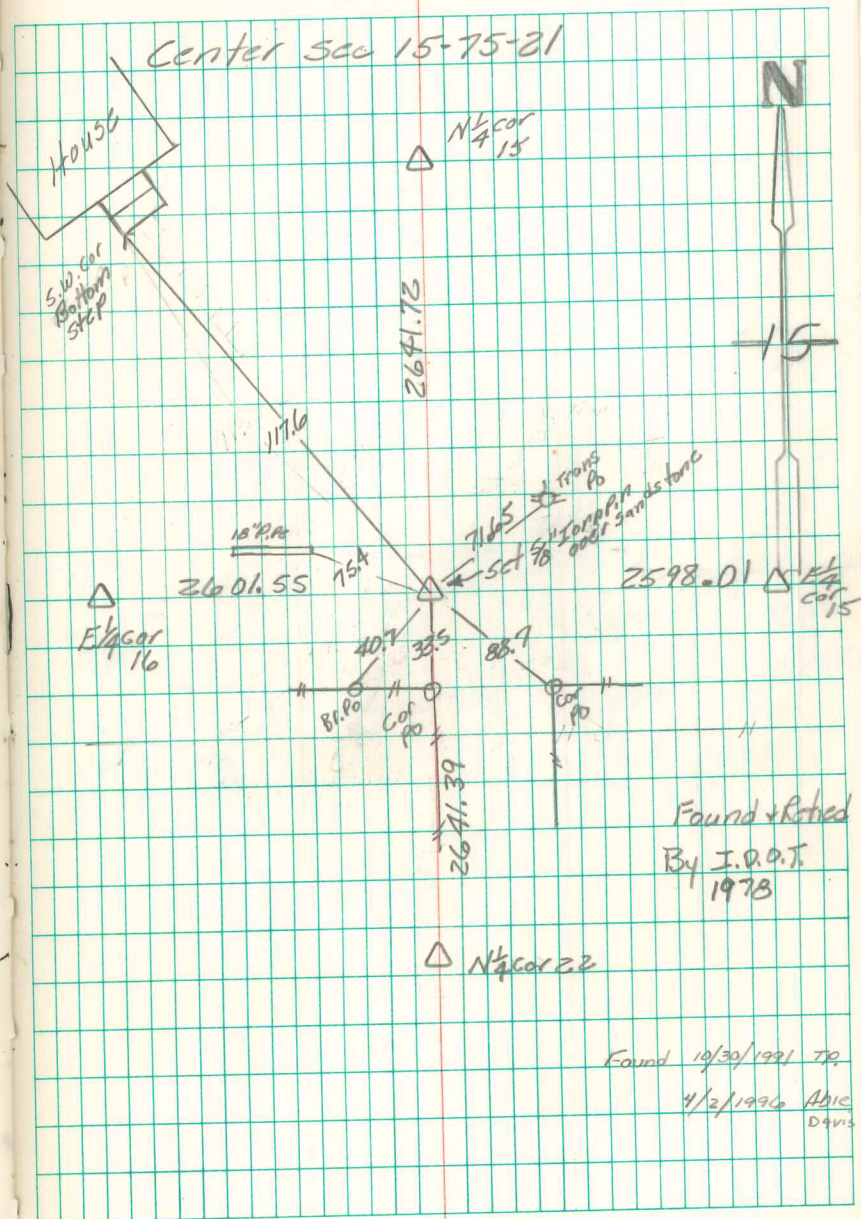 Center Sec 15-75-21
N
House
N 1/4 cor
15
S.W. Cor
Bottom
Step
2641.72
15
117.6
Trans
Po
71.65
Set 5/8" Iron Pin
over sandstone
18"
75.4
2601.55
2598.01
E 1/4
cor
15
E 1/4 cor
16
40.7
33.5
88.7
Br. Po
Cor
po
Cor
po
2641.39
Found +
By I.D.O.T.
1978
N 1/4 cor 22
Found 10/30/1991
4/2/1996
Davis